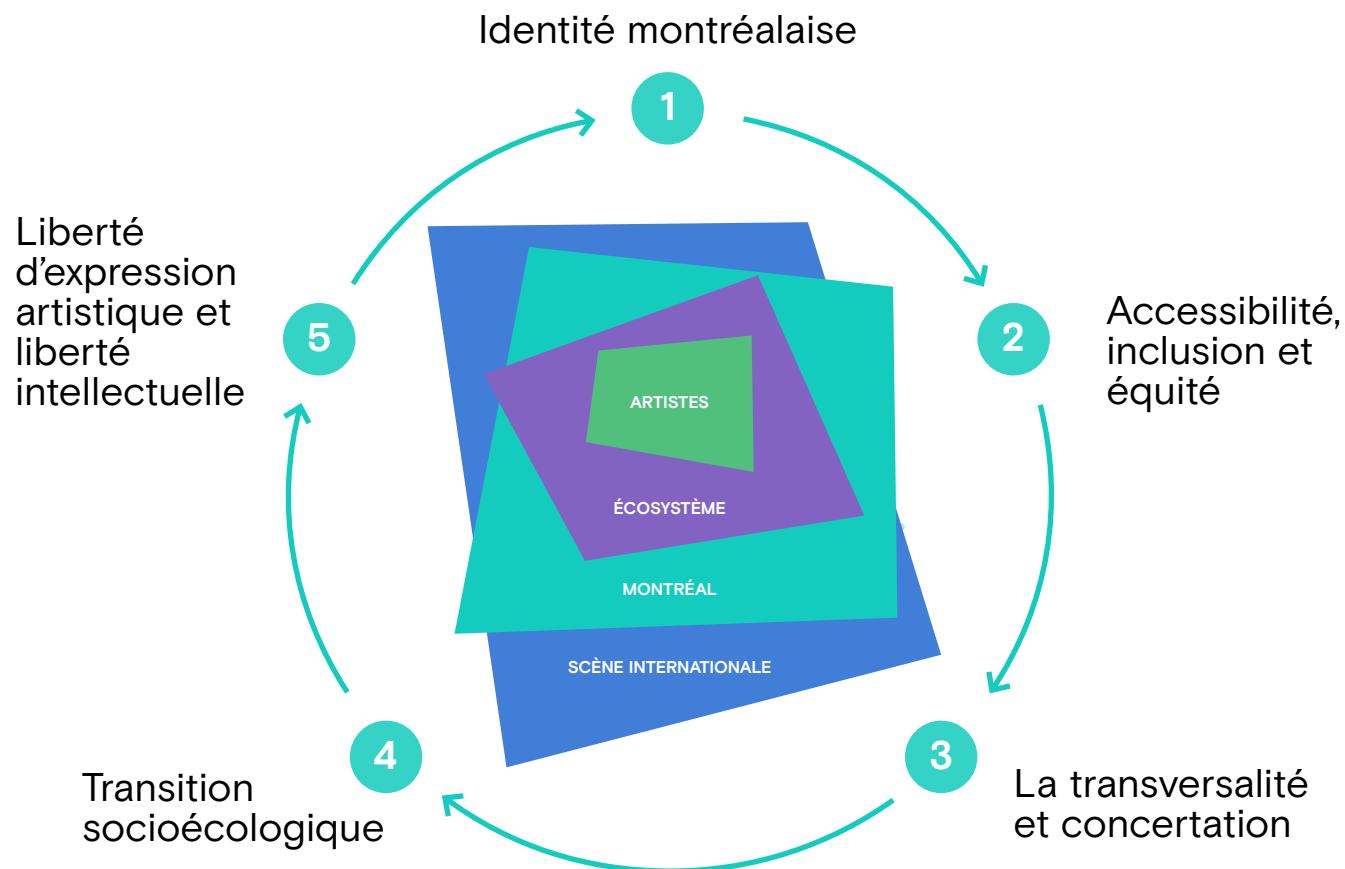 Identité montréalaise
1
2
Accessibilité,
inclusion et
équité
3
La transversalité
et concertation
4
Transition
socioécologique
5
Liberté
d’expression
artistique et
liberté
intellectuelle
ARTISTES
ÉCOSYSTÈME
MONTRÉAL
SCÈNE INTERNATIONALE